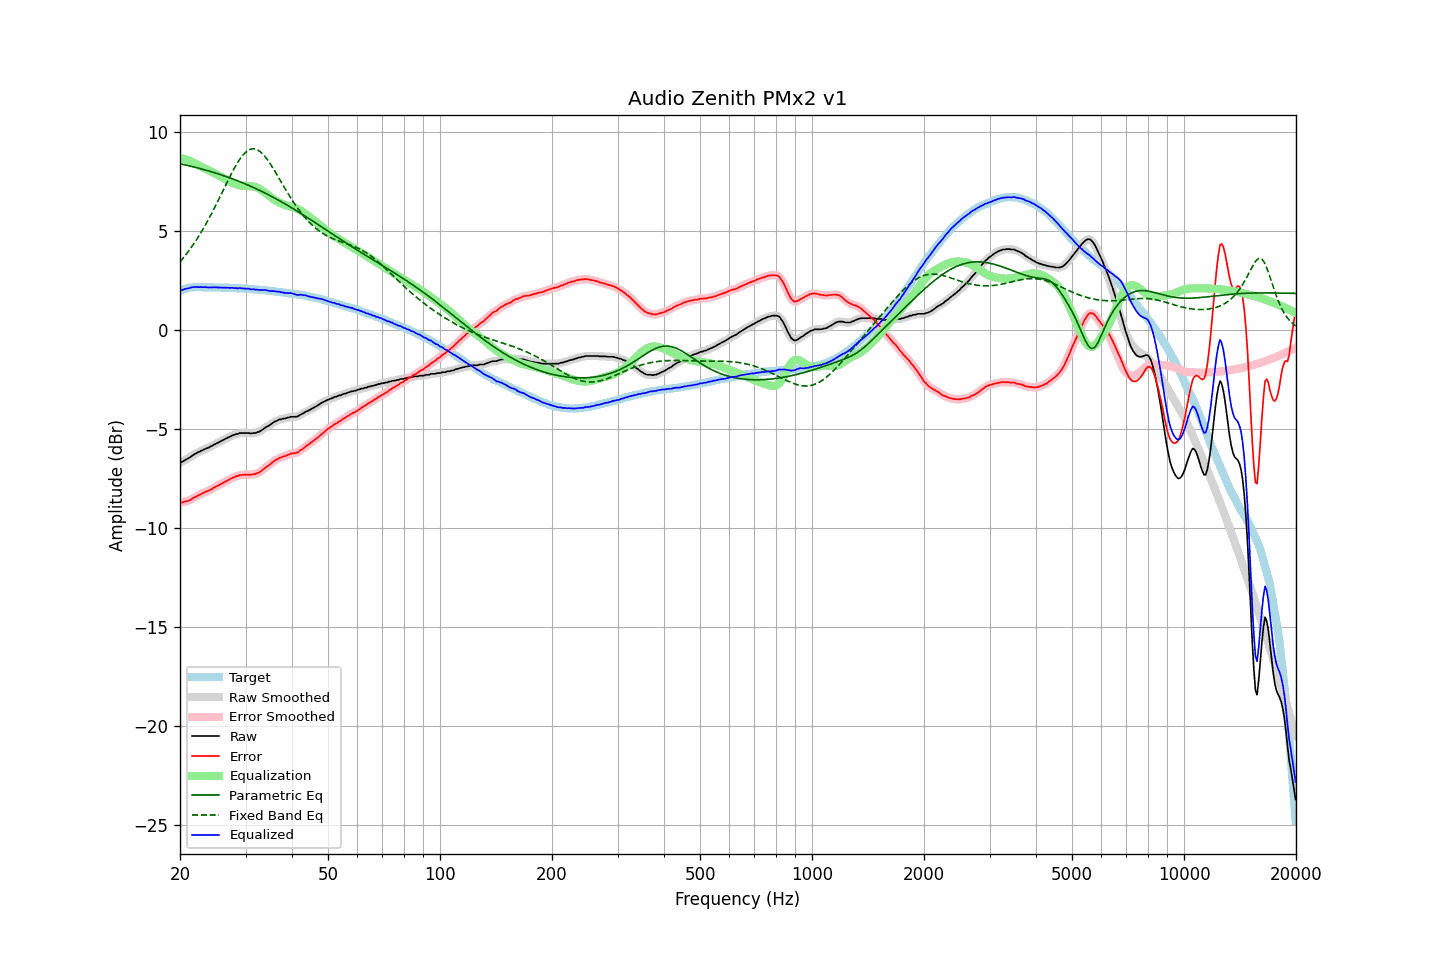 Audio Zenith PMx2 v1
10
5
0
−5
−10
−15
−20
−25
Amplitude (dBr)
Target
Raw Smoothed
Error Smoothed
Raw
Error
Equalization
Parametric Eq
Fixed Band Eq
Equalized
20 50 100 200 500 1000 2000 5000 10000 20000
Frequency (Hz)